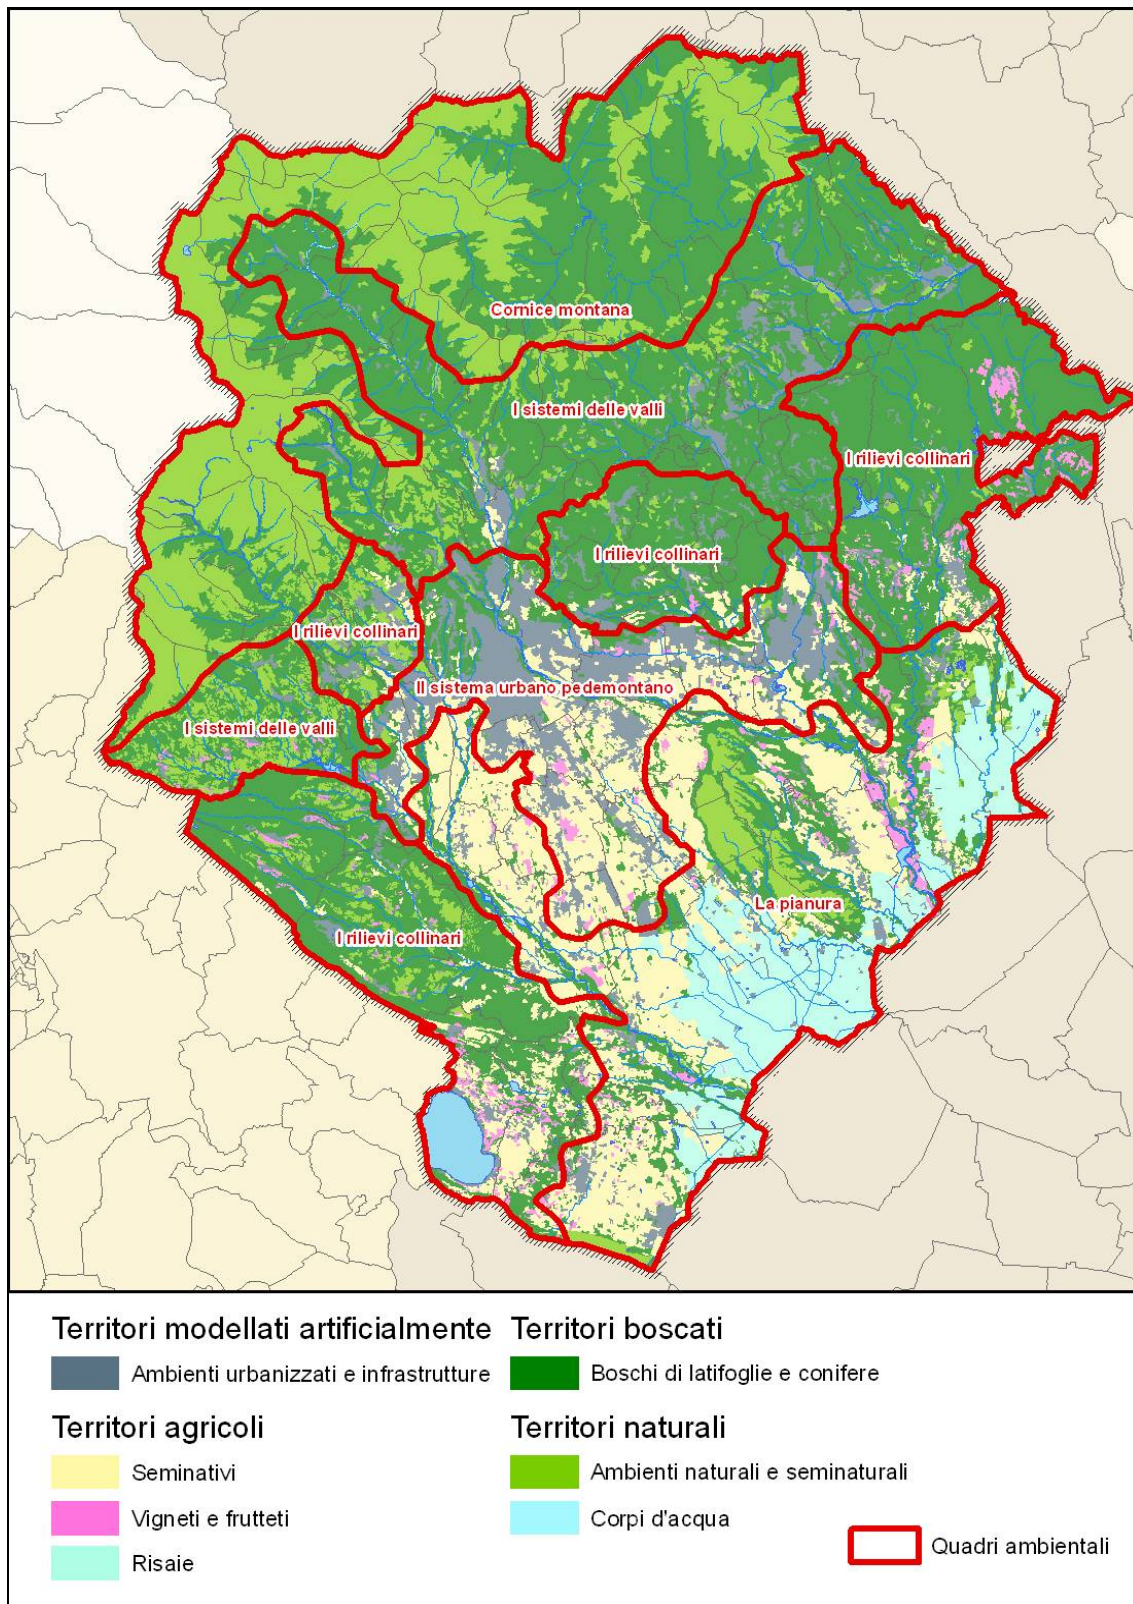 Cornice montana
I sistemi delle valli
I rilievi collinari
I rilievi collinari
I rilievi collinari
Il sistema urbano pedemontano
I sistemi delle valli
La pianura
I rilievi collinari
Territori modellati artificialmente
Ambienti urbanizzati e infrastrutture
Territori boscati
Boschi di latifoglie e conifere
Territori agricoli
Seminativi
Vigneti e frutteti
Risaie
Territori naturali
Ambienti naturali e seminaturali
Corpi d'acqua
Quadri ambientali